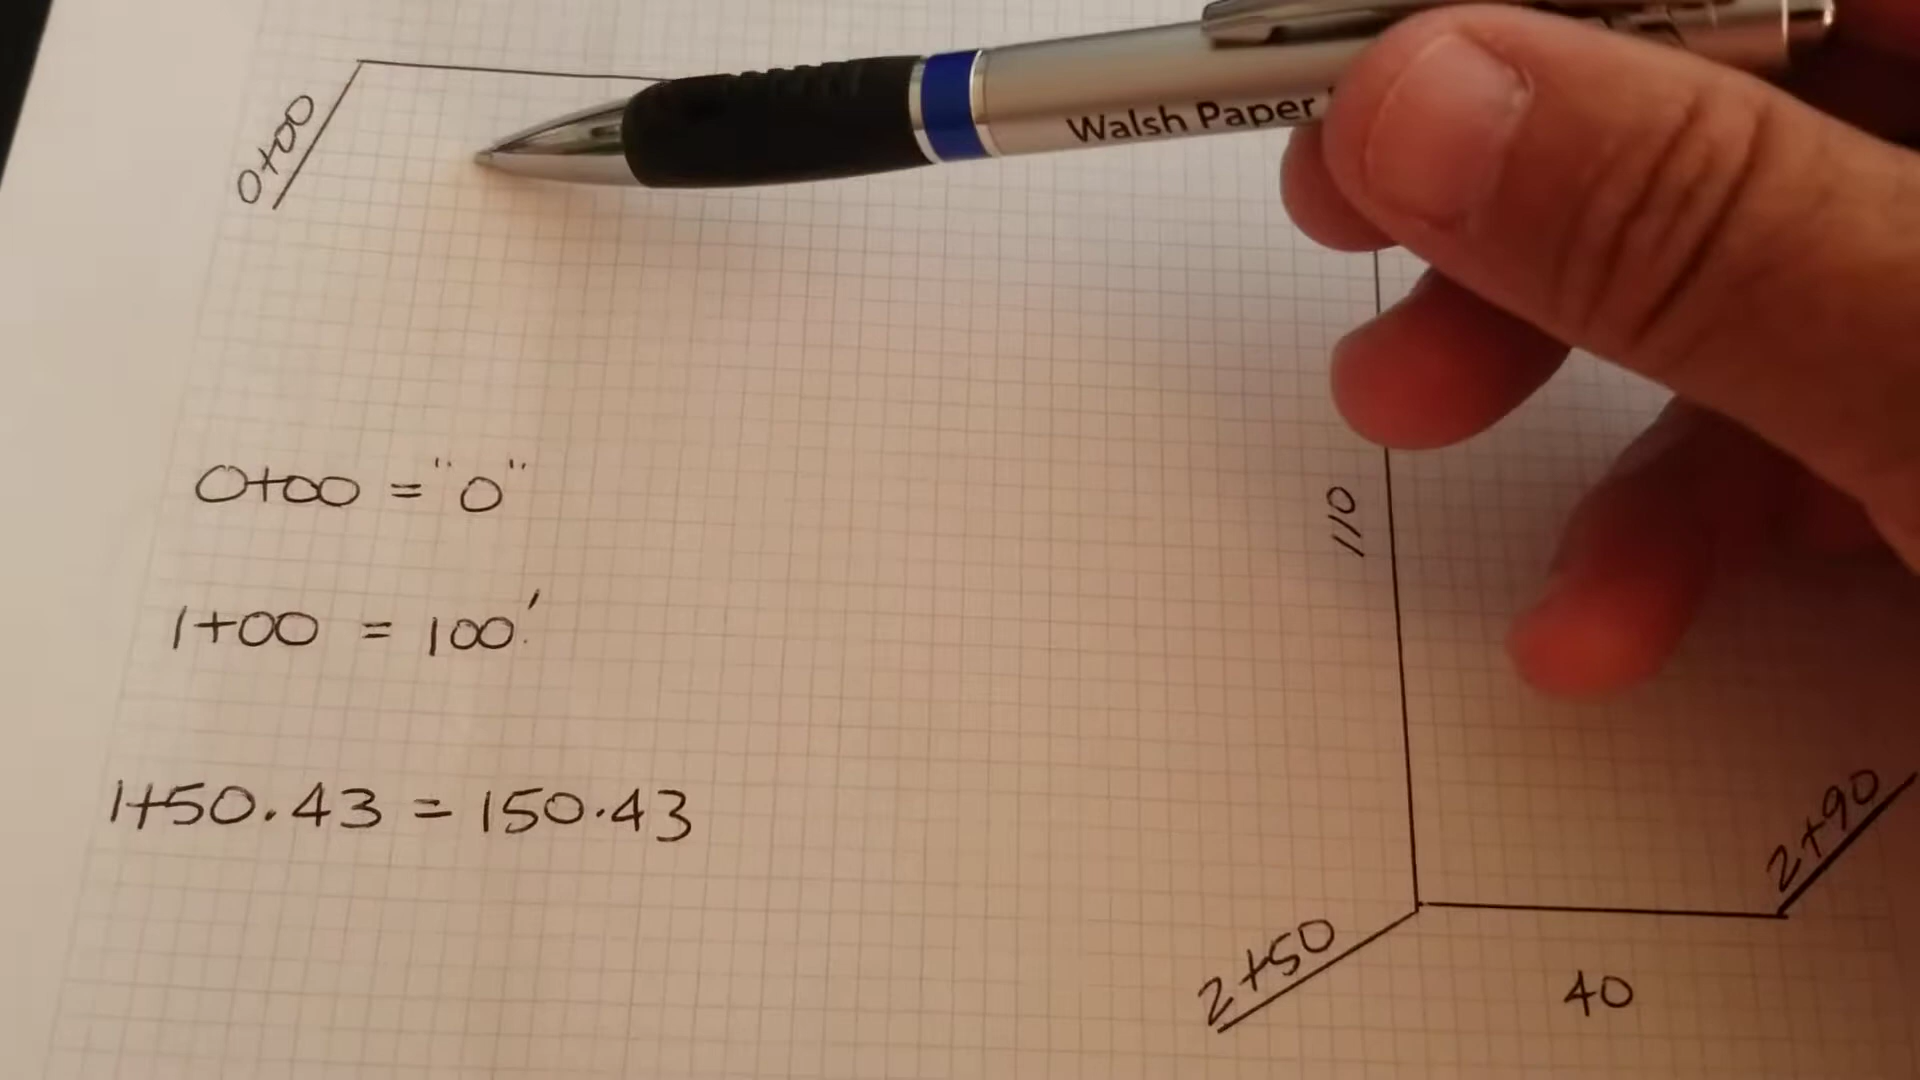 0+00
Walsh Paper
0+00 = "0"
1+00 = 100'
1+50.43 = 150.43
110
2+50
40
2+90